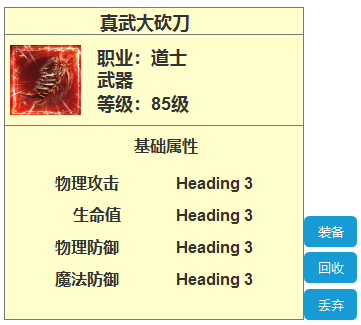 真武大砍刀
职业：道士
武器
等级：85级
基础属性
物理攻击 Heading 3
生命值 Heading 3
物理防御 Heading 3
魔法防御 Heading 3
装备
回收
丢弃